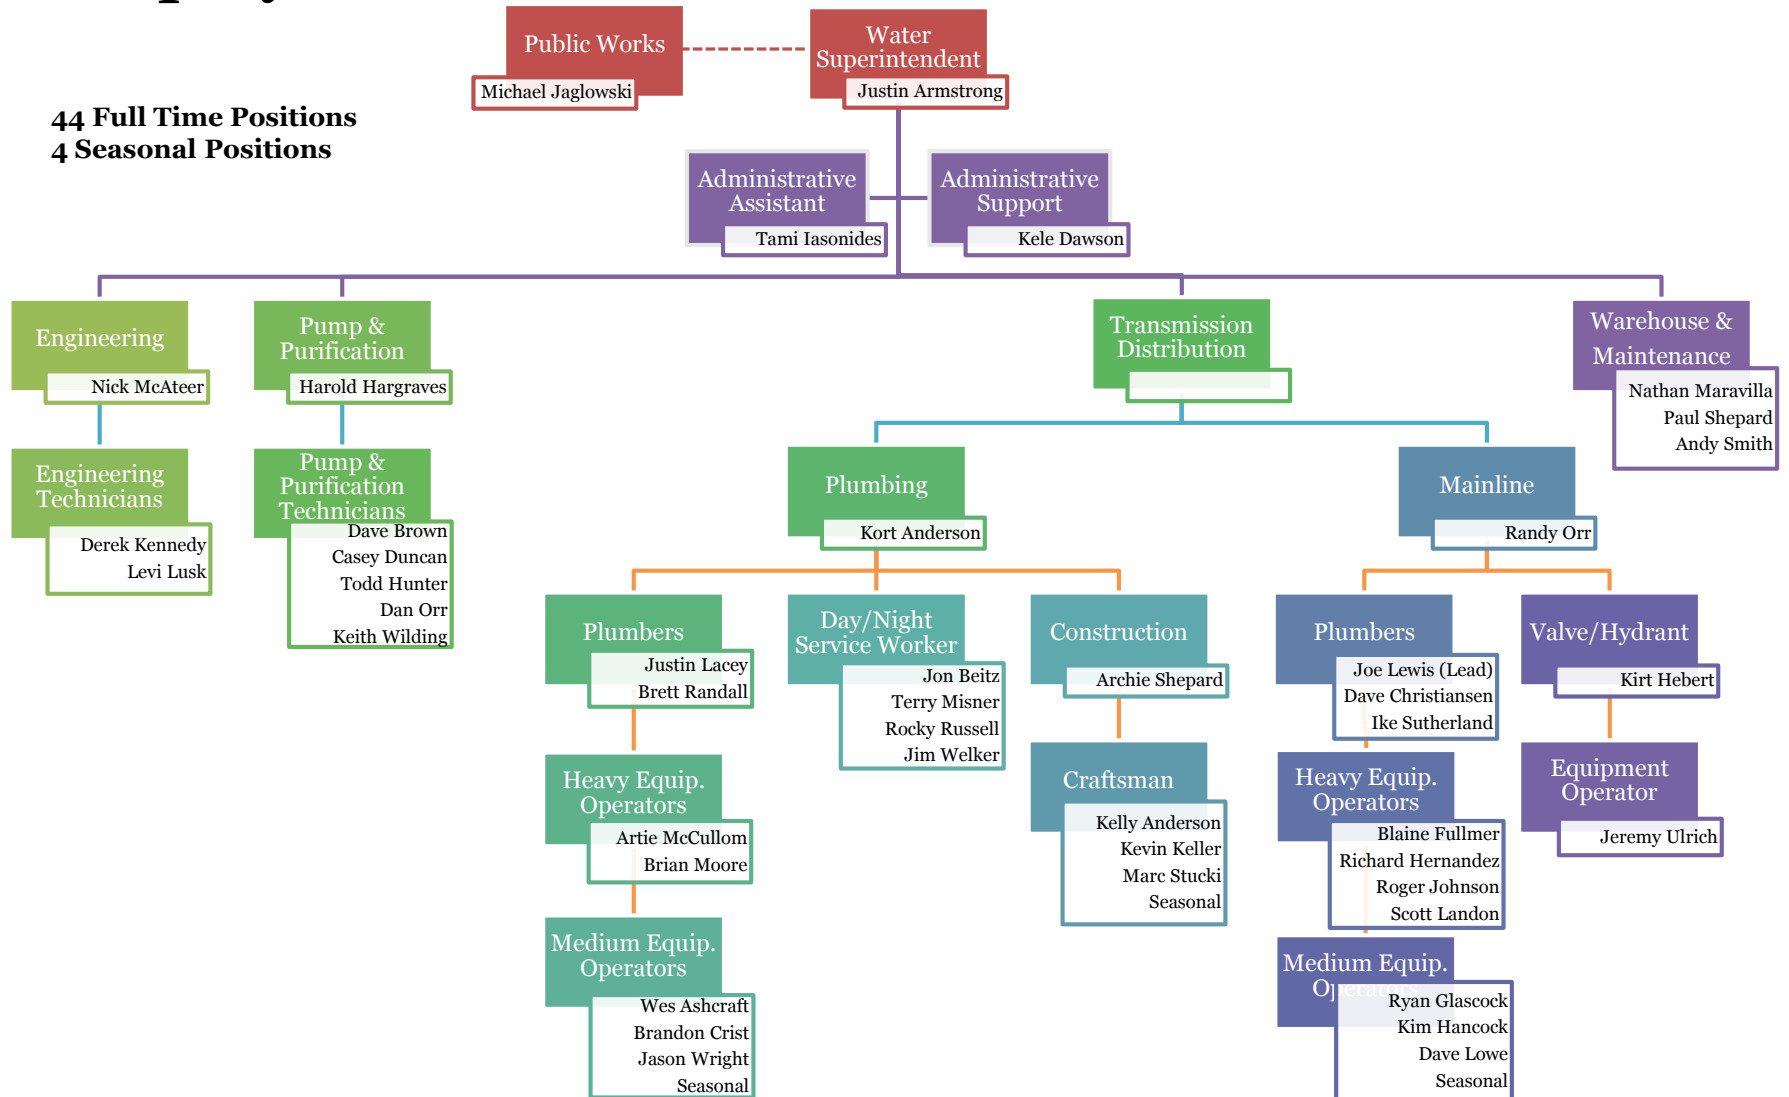 Public Works
Michael Jaglowski
Water
Superintendent
Justin Armstrong
44 Full Time Positions
4 Seasonal Positions
Administrative
Assistant
Tami Iasonides
Administrative
Support
Kele Dawson
Engineering
Nick McAteer
Pump &
Purification
Harold Hargraves
Transmission
Distribution
Warehouse &
Maintenance
Nathan Maravilla
Paul Shepard
Andy Smith
Engineering
Technicians
Derek Kennedy
Levi Lusk
Pump &
Purification
Technicians
Dave Brown
Casey Duncan
Todd Hunter
Dan Orr
Keith Wilding
Plumbing
Kort Anderson
Mainline
Randy Orr
Plumbers
Justin Lacey
Brett Randall
Day/Night
Service Worker
Jon Beitz
Terry Misner
Rocky Russell
Jim Welker
Construction
Archie Shepard
Plumbers
Joe Lewis (Lead)
Dave Christiansen
Ike Sutherland
Valve/Hydrant
Kirt Hebert
Heavy Equip.
Operators
Artie McCullom
Brian Moore
Craftsman
Kelly Anderson
Kevin Keller
Marc Stucki
Seasonal
Heavy Equip.
Operators
Blaine Fullmer
Richard Hernandez
Roger Johnson
Scott Landon
Equipment
Operator
Jeremy Ulrich
Medium Equip.
Operators
Wes Ashcraft
Brandon Crist
Jason Wright
Seasonal
Medium Equip.
Operators
Ryan Glascock
Kim Hancock
Dave Lowe
Seasonal